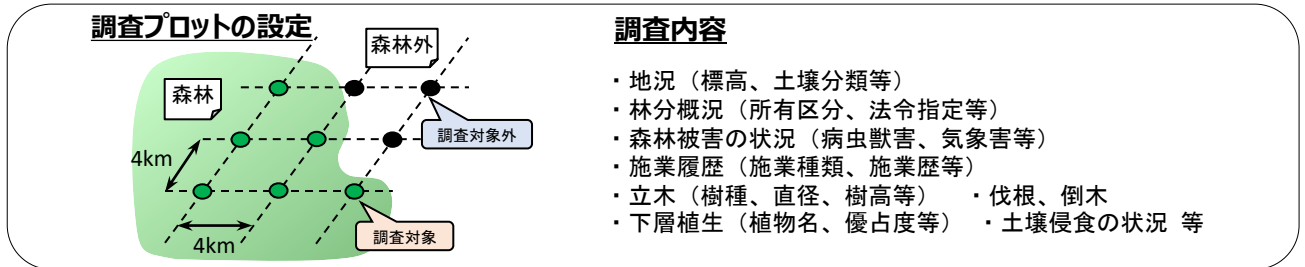 調査プロットの設定
森林外
森林
調査対象外
4km
4km
調査対象
調査内容
・地況（標高、土壌分類等）
・林分概況（所有区分、法令指定等）
・森林被害の状況（病虫獣害、気象害等）
・施業履歴（施業種類、施業歴等）
・立木（樹種、直径、樹高等）　・伐根、倒木
・下層植生（植物名、優占度等）　・土壌侵食の状況 等